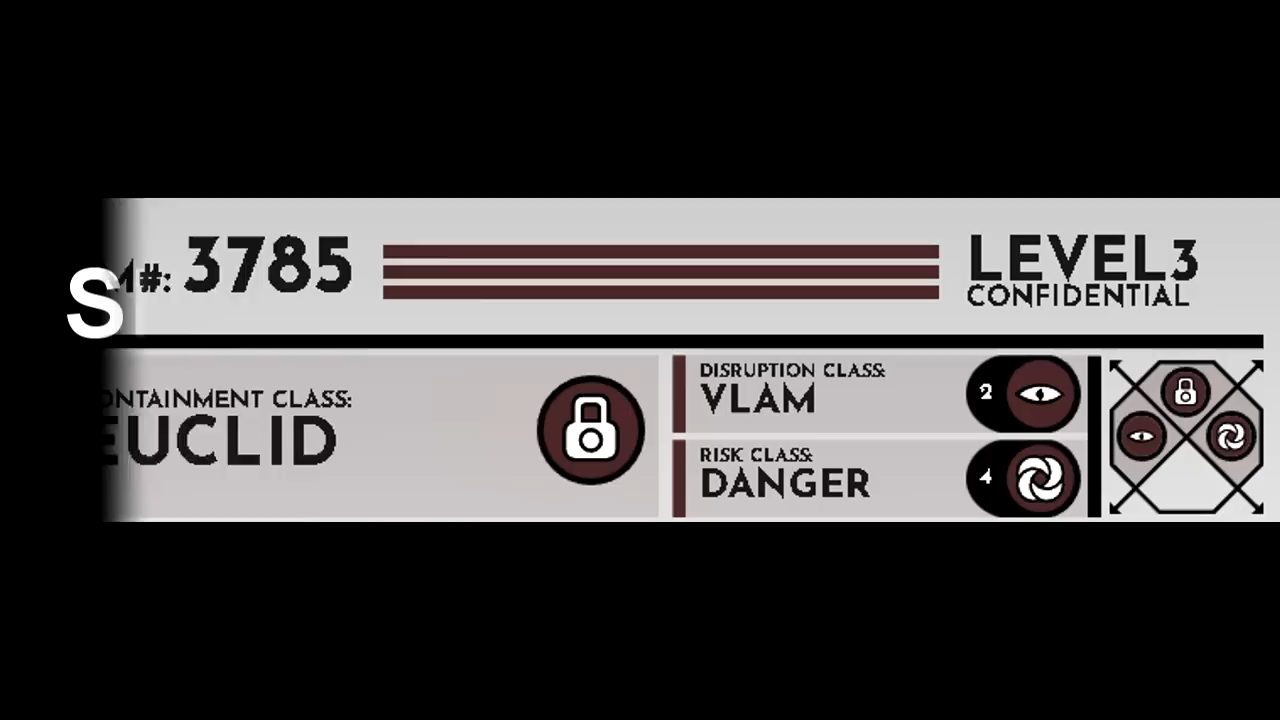 S
M#: 3785
LEVEL3
CONFIDENTIAL
ONTAINMENT CLASS:
EUCLID
DISRUPTION CLASS:
VLAM
2
RISK CLASS:
DANGER
4